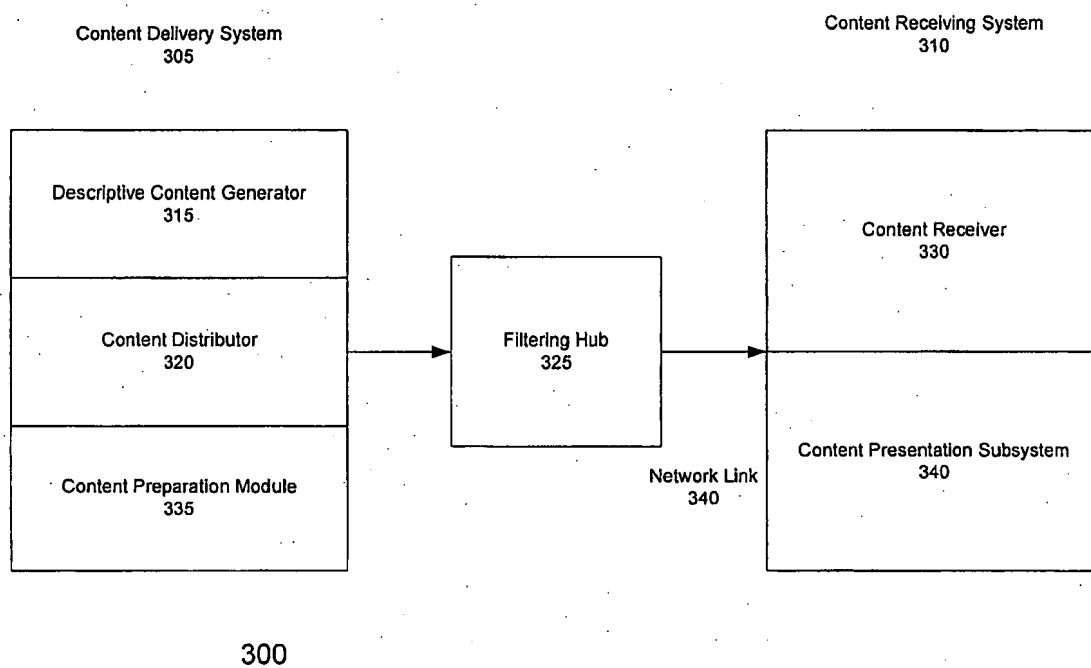 Content Delivery System
305
Content Receiving System
310
Descriptive Content Generator
315
Content Distributor
320
Content Preparation Module
335
Filtering Hub
325
Network Link
340
Content Receiver
330
Content Presentation Subsystem
340
300